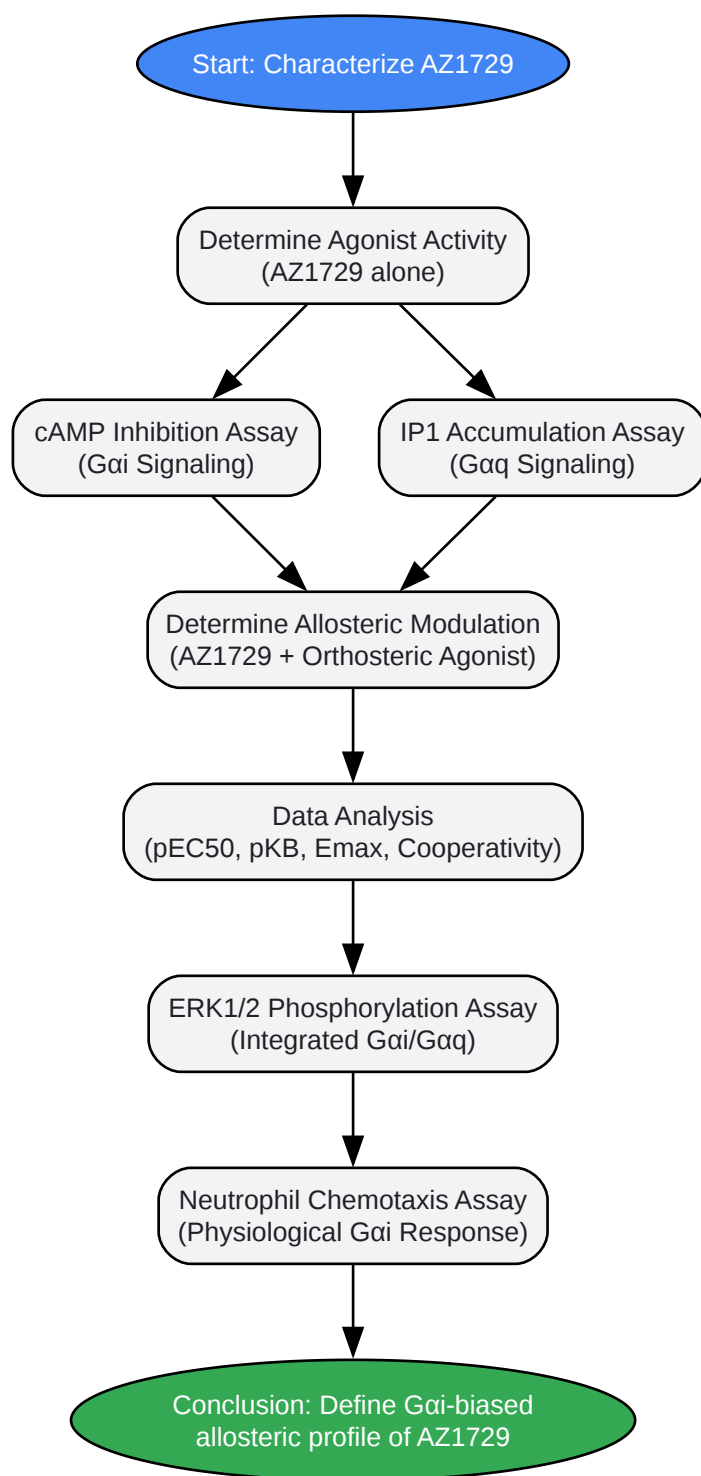 Start: Characterize AZ1729
Determine Agonist Activity
(AZ1729 alone)
cAMP Inhibition Assay
(Gαi Signaling)
IP1 Accumulation Assay
(Gαq Signaling)
Determine Allosteric Modulation
(AZ1729 + Orthosteric Agonist)
Data Analysis
(pEC50, pKB, Emax, Cooperativity)
ERK1/2 Phosphorylation Assay
(Integrated Gαi/Gαq)
Neutrophil Chemotaxis Assay
(Physiological Gαi Response)
Conclusion: Define Gαi-biased
allosteric profile of AZ1729